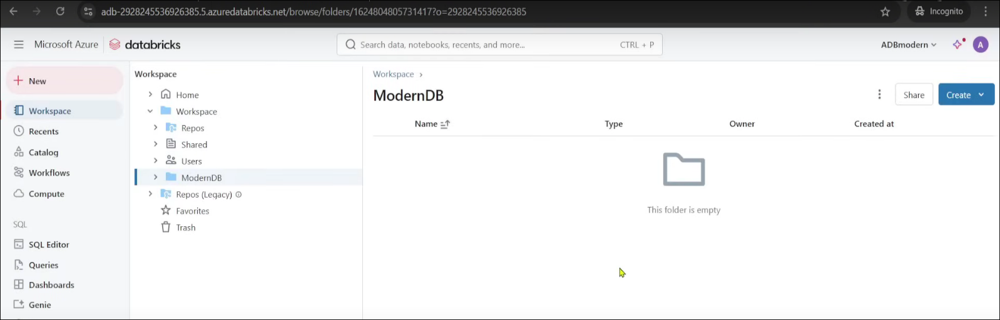 adb-2928245536926385.5.azuredatabricks.net/browse/folders/1624804805731417?o=2928245536926385
Incognito
Microsoft Azure databricks
Search data, notebooks, recents, and more...
CTRL + P
ADBmodern
A
New
Workspace
Recents
Catalog
Workflows
Compute
SQL
SQL Editor
Queries
Dashboards
Genie
Workspace
Home
Workspace
Repos
Shared
Users
ModernDB
Repos (Legacy)
Favorites
Trash
Workspace ›
ModernDB
Share
Create
Name Type Owner Created at
This folder is empty